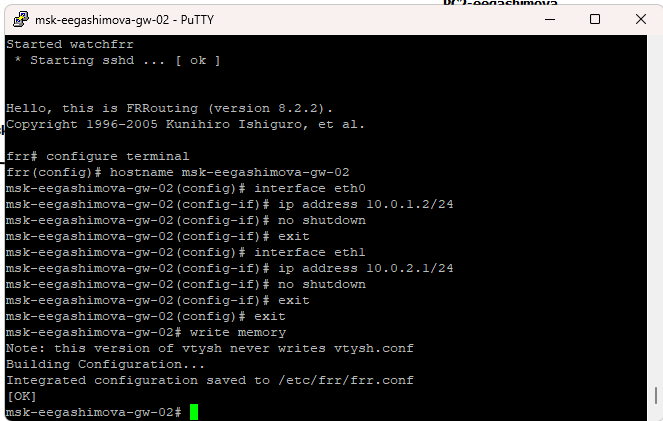 PC2-eegashimova
msk-eegashimova-gw-02 - PuTTY
Started watchfrr
 * Starting sshd ... [ ok ]
Hello, this is FRRouting (version 8.2.2).
Copyright 1996-2005 Kunihiro Ishiguro, et al.
frr# configure terminal
frr(config)# hostname msk-eegashimova-gw-02
msk-eegashimova-gw-02(config)# interface eth0
msk-eegashimova-gw-02(config-if)# ip address 10.0.1.2/24
msk-eegashimova-gw-02(config-if)# no shutdown
msk-eegashimova-gw-02(config-if)# exit
msk-eegashimova-gw-02(config)# interface eth1
msk-eegashimova-gw-02(config-if)# ip address 10.0.2.1/24
msk-eegashimova-gw-02(config-if)# no shutdown
msk-eegashimova-gw-02(config-if)# exit
msk-eegashimova-gw-02(config)# exit
msk-eegashimova-gw-02# write memory
Note: this version of vtysh never writes vtysh.conf
Building Configuration...
Integrated configuration saved to /etc/frr/frr.conf
[OK]
msk-eegashimova-gw-02#